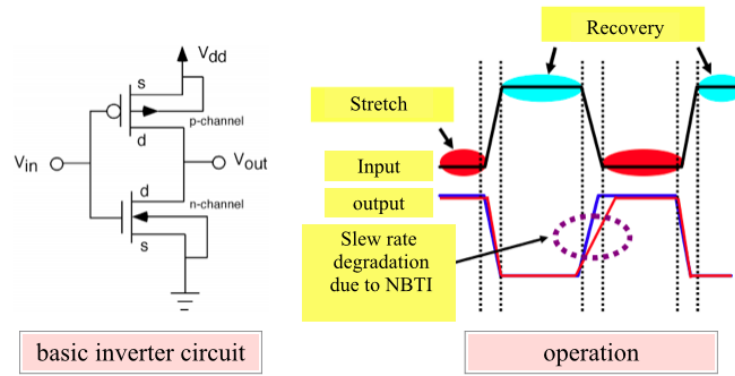 Vdd
s
p-channel
d
Vin
Vout
d
n-channel
s
basic inverter circuit
Recovery
Stretch
Input
output
Slew rate
degradation
due to NBTI
operation